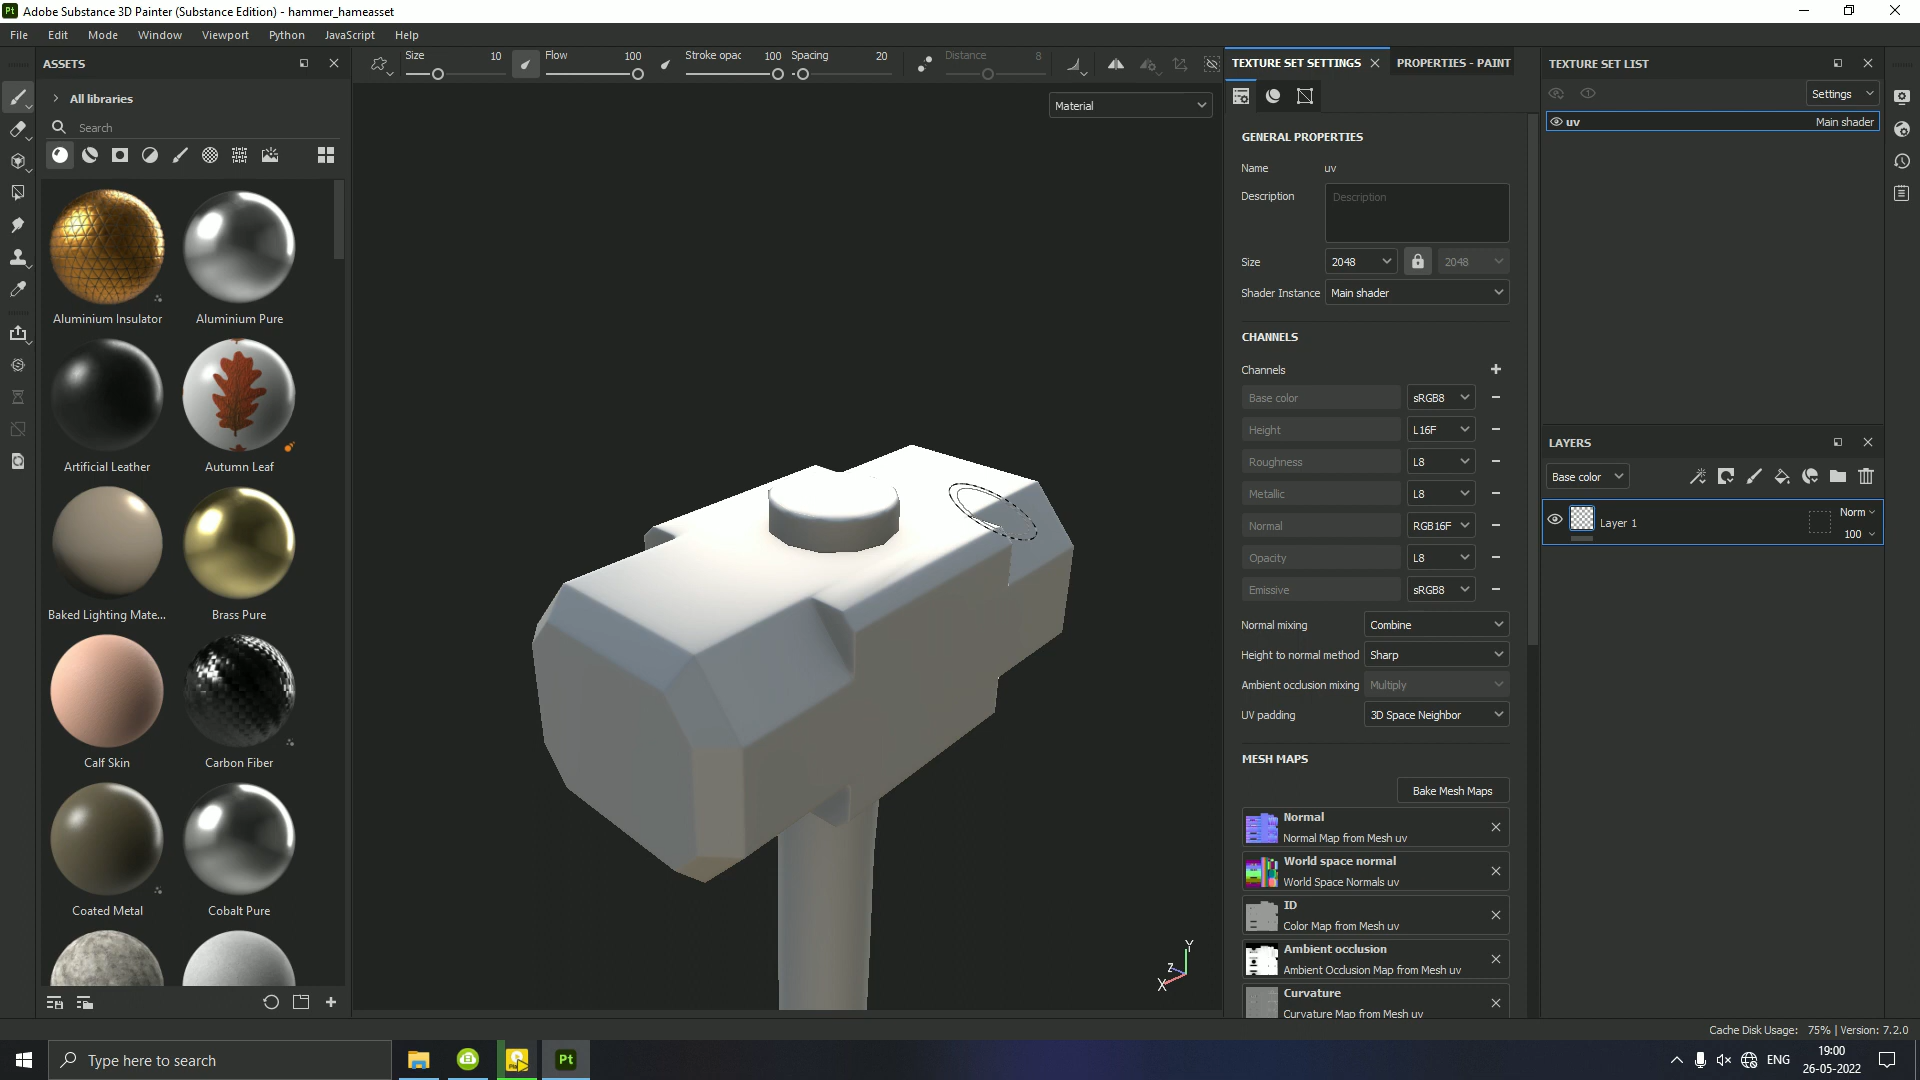 Pt Adobe Substance 3D Painter (Substance Edition) - hammer_hameasset
File Edit Mode Window Viewport Python JavaScript Help
ASSETS
All libraries
Search
Aluminium Insulator Aluminium Pure
Artificial Leather Autumn Leaf
Baked Lighting Mate... Brass Pure
Calf Skin Carbon Fiber
Coated Metal Cobalt Pure
Size 10 Flow 100 Stroke opac 100 Spacing 20 Distance 8
Material
Y
Z
X
TEXTURE SET SETTINGS PROPERTIES - PAINT
GENERAL PROPERTIES
Name uv
Description Description
Size 2048 2048
Shader Instance Main shader
CHANNELS
Channels
Base color sRGB8
Height L16F
Roughness L8
Metallic L8
Normal RGB16F
Opacity L8
Emissive sRGB8
Normal mixing Combine
Height to normal method Sharp
Ambient occlusion mixing Multiply
UV padding 3D Space Neighbor
MESH MAPS
Bake Mesh Maps
Normal
Normal Map from Mesh uv
World space normal
World Space Normals uv
ID
Color Map from Mesh uv
Ambient occlusion
Ambient Occlusion Map from Mesh uv
Curvature
Curvature Map from Mesh uv
TEXTURE SET LIST
Settings
uv Main shader
LAYERS
Base color
Layer 1 Norm
100
Cache Disk Usage: 75% | Version: 7.2.0
Type here to search
Pt
ENG
19:00
26-05-2022